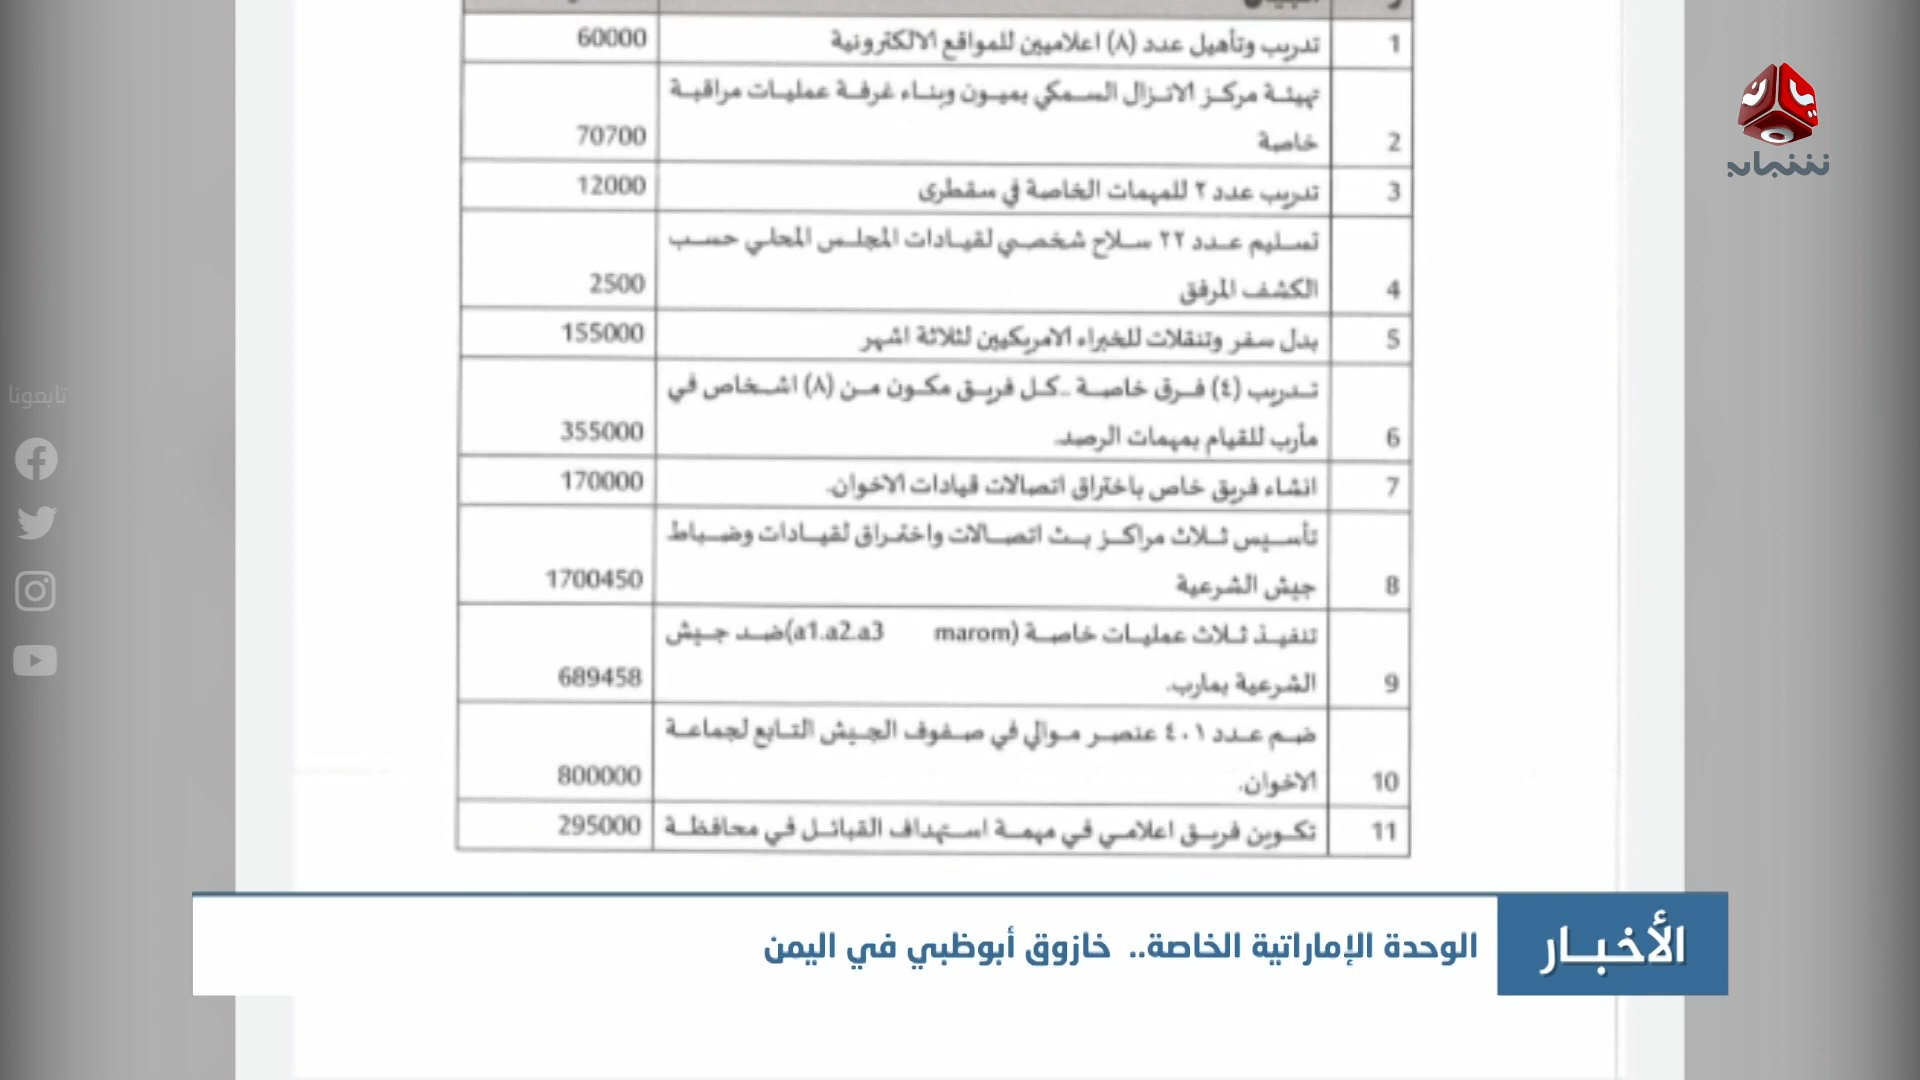 1 تدريب وتأهيل عدد (٨) اعلاميين للمواقع الالكترونية 60000
تهيئة مركز الانزال السمكي بميون وبناء غرفة عمليات مراقبة
2 خاصة 70700
3 تدريب عدد ٢ للمهمات الخاصة في سقطرى 12000
تسليم عدد ٢٢ سلاح شخصي لقيادات المجلس المحلي حسب
4 الكشف المرفق 2500
5 بدل سفر وتنقلات للخبراء الامريكيين لثلاثة اشهر 155000
تدريب (٤) فرق خاصة ..كل فريق مكون من (٨) اشخاص في
6 مأرب للقيام بمهمات الرصد. 355000
7 انشاء فريق خاص باختراق اتصالات قيادات الاخوان. 170000
تأسيس ثلاث مراكز بث اتصالات واختراق لقيادات وضباط
8 جيش الشرعية 1700450
تنفيذ ثلاث عمليات خاصة (marom a1.a2.a3)ضد جيش
9 الشرعية بمارب. 689458
ضم عدد ٤٠١ عنصر موالي في صفوف الجيش التابع لجماعة
10 الاخوان. 800000
11 تكوين فريق اعلامي في مهمة استهداف القبائل في محافظة 295000
تابعونا
الأخبار
الوحدة الإماراتية الخاصة.. خازوق أبوظبي في اليمن